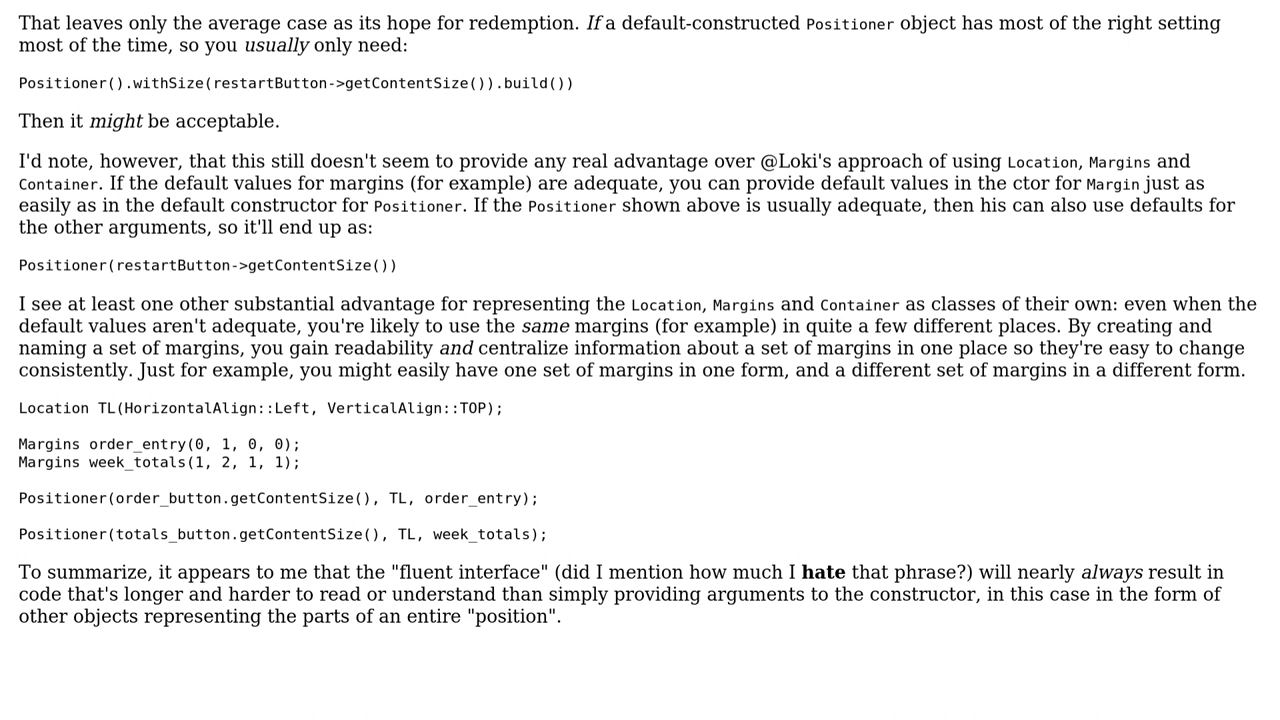 That leaves only the average case as its hope for redemption. If a default-constructed Positioner object has most of the right setting
most of the time, so you usually only need:
Positioner().withSize(restartButton->getContentSize()).build())
Then it might be acceptable.
I'd note, however, that this still doesn't seem to provide any real advantage over @Loki's approach of using Location, Margins and
Container. If the default values for margins (for example) are adequate, you can provide default values in the ctor for Margin just as
easily as in the default constructor for Positioner. If the Positioner shown above is usually adequate, then his can also use defaults for
the other arguments, so it'll end up as:
Positioner(restartButton->getContentSize())
I see at least one other substantial advantage for representing the Location, Margins and Container as classes of their own: even when the
default values aren't adequate, you're likely to use the same margins (for example) in quite a few different places. By creating and
naming a set of margins, you gain readability and centralize information about a set of margins in one place so they're easy to change
consistently. Just for example, you might easily have one set of margins in one form, and a different set of margins in a different form.
Location TL(HorizontalAlign::Left, VerticalAlign::TOP);
Margins order_entry(0, 1, 0, 0);
Margins week_totals(1, 2, 1, 1);
Positioner(order_button.getContentSize(), TL, order_entry);
Positioner(totals_button.getContentSize(), TL, week_totals);
To summarize, it appears to me that the "fluent interface" (did I mention how much I hate that phrase?) will nearly always result in
code that's longer and harder to read or understand than simply providing arguments to the constructor, in this case in the form of
other objects representing the parts of an entire "position".